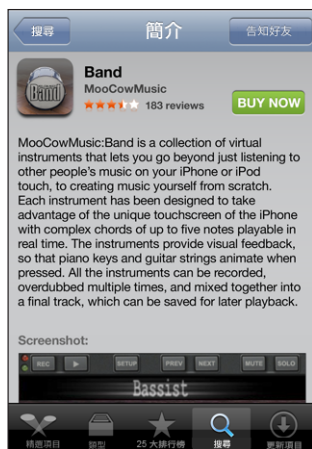 搜尋
簡介
告知好友
Band
MooCowMusic
183 reviews
BUY NOW
Band
MooCowMusic:Band is a collection of virtual
instruments that lets you go beyond just listening to
other people's music on your iPhone or iPod
touch, to creating music yourself from scratch.
Each instrument has been designed to take
advantage of the unique touchscreen of the iPhone
with complex chords of up to five notes playable in
real time. The instruments provide visual feedback,
so that piano keys and guitar strings animate when
pressed. All the instruments can be recorded,
overdubbed multiple times, and mixed together into
a final track, which can be saved for later playback.
Screenshot:
REC SETUP PREV NEXT MUTE SOLO
Bassist
精選項目 類型 25 大排行榜 搜尋 更新項目